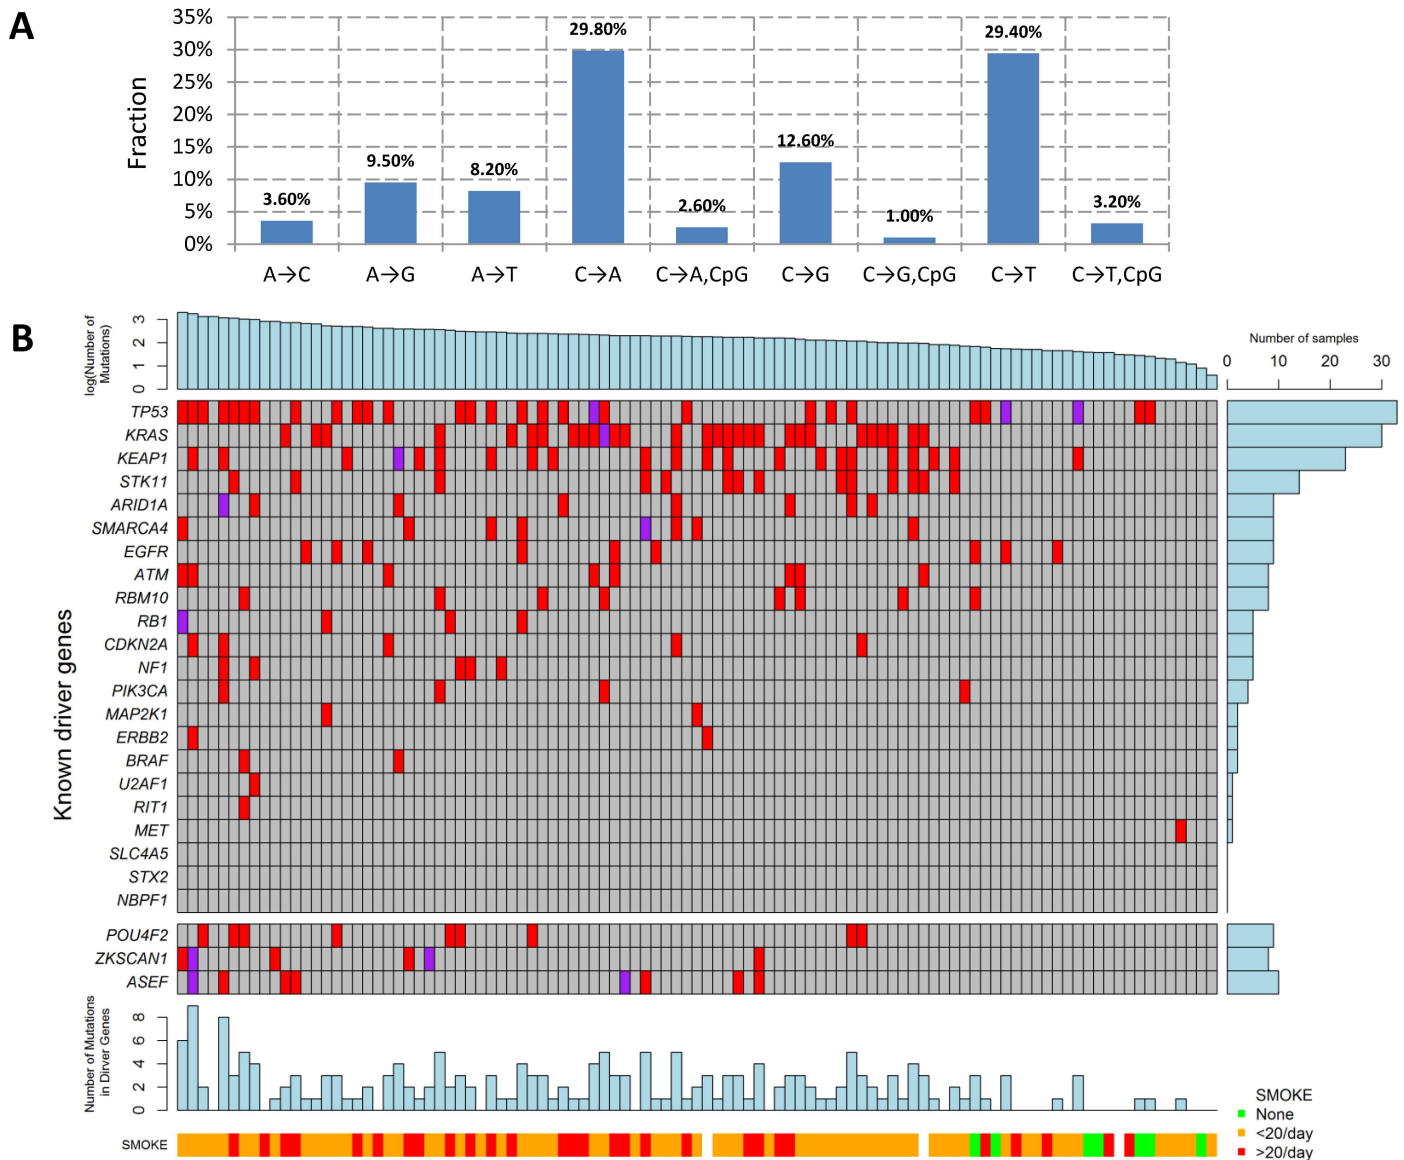 A
35%
30%
25%
20%
15%
10%
5%
0%
Fraction
3.60%
9.50%
8.20%
29.80%
2.60%
12.60%
1.00%
29.40%
3.20%
A→C
A→G
A→T
C→A
C→A,CpG
C→G
C→G,CpG
C→T
C→T,CpG
B
log(Number of
Mutations)
3
2
1
0
Number of samples
0 10 20 30
Known driver genes
TP53
KRAS
KEAP1
STK11
ARID1A
SMARCA4
EGFR
ATM
RBM10
RB1
CDKN2A
NF1
PIK3CA
MAP2K1
ERBB2
BRAF
U2AF1
RIT1
MET
SLC4A5
STX2
NBPF1
POU4F2
ZKSCAN1
ASEF
Number of Mutations
in Dirver Genes
8
6
4
2
0
SMOKE
SMOKE
None
<20/day
>20/day